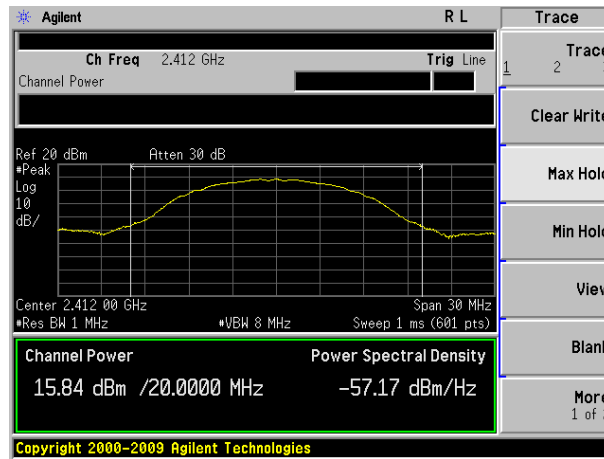 Agilent R L Trace
Ch Freq 2.412 GHz Trig Line
Channel Power
Trace
1 2
Clear Write
Ref 20 dBm Atten 30 dB
#Peak
Log
10
dB/
Max Hold
Min Hold
View
Center 2.412 00 GHz Span 30 MHz
#Res BW 1 MHz #VBW 8 MHz Sweep 1 ms (601 pts)
Channel Power Power Spectral Density
Blank
15.84 dBm /20.0000 MHz -57.17 dBm/Hz
More
1 of
Copyright 2000-2009 Agilent Technologies